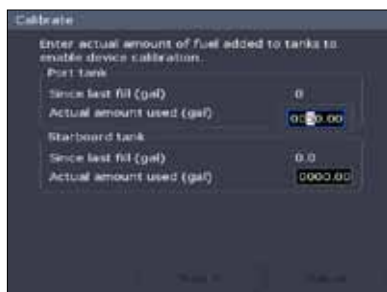 Calibrate
Enter actual amount of fuel added to tanks to
enable device calibration.
Port tank
Since last fill (gal) 0
Actual amount used (gal) 0030.00
Starboard tank
Since last fill (gal) 0.0
Actual amount used (gal) 0000.00